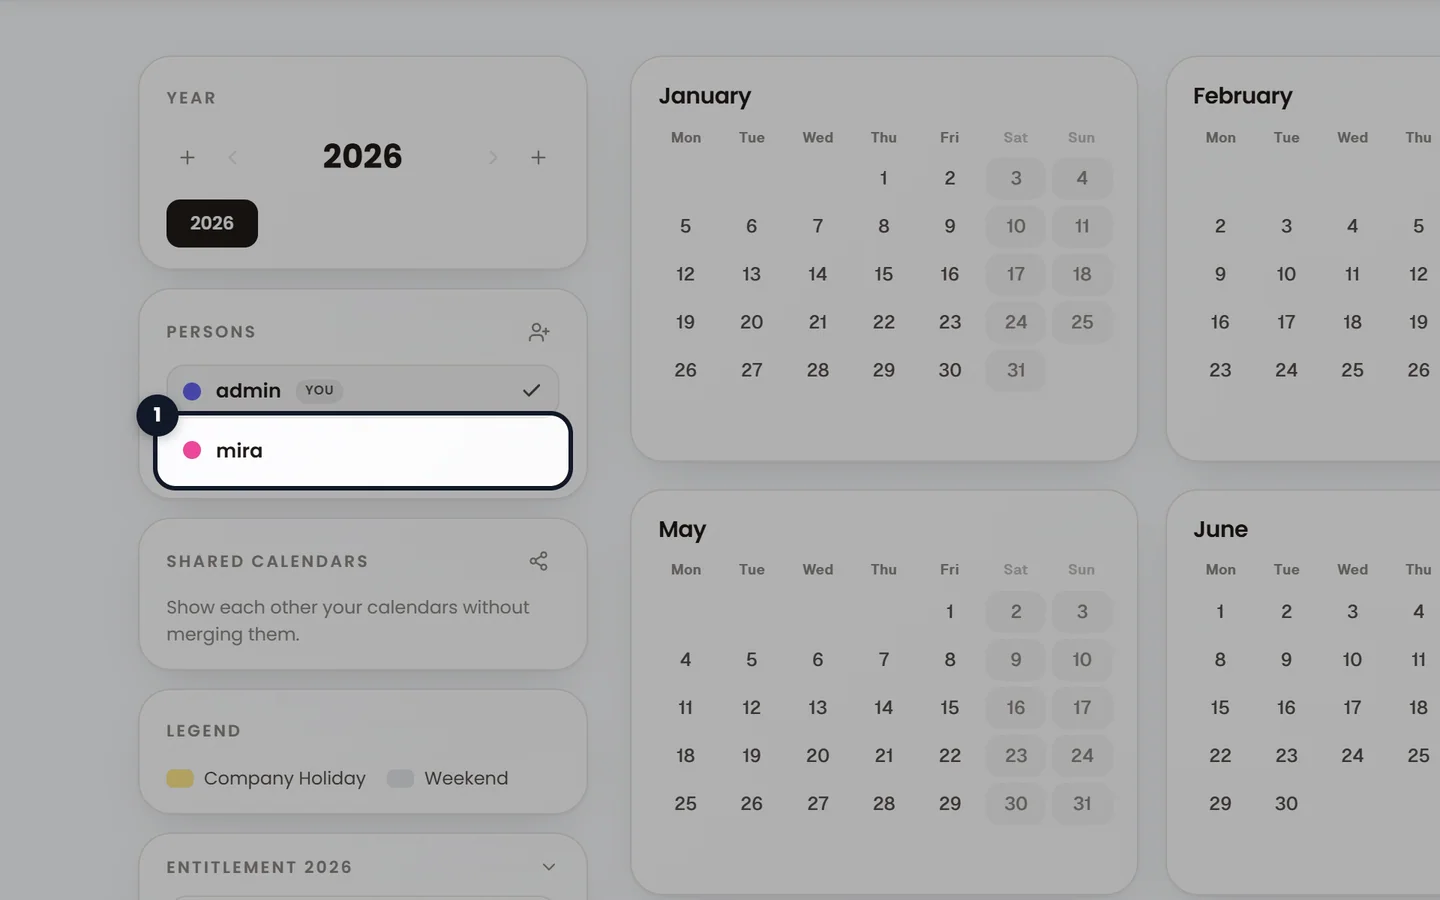 YEAR
2026
2026
PERSONS
admin YOU
1
mira
SHARED CALENDARS
Show each other your calendars without
merging them.
LEGEND
Company Holiday Weekend
ENTITLEMENT 2026
January
Mon Tue Wed Thu Fri Sat Sun
1 2 3 4
5 6 7 8 9 10 11
12 13 14 15 16 17 18
19 20 21 22 23 24 25
26 27 28 29 30 31
February
Mon Tue Wed Thu
2 3 4 5
9 10 11 12
16 17 18 19
23 24 25 26
May
Mon Tue Wed Thu Fri Sat Sun
1 2 3
4 5 6 7 8 9 10
11 12 13 14 15 16 17
18 19 20 21 22 23 24
25 26 27 28 29 30 31
June
Mon Tue Wed Thu
1 2 3 4
8 9 10 11
15 16 17 18
22 23 24 25
29 30